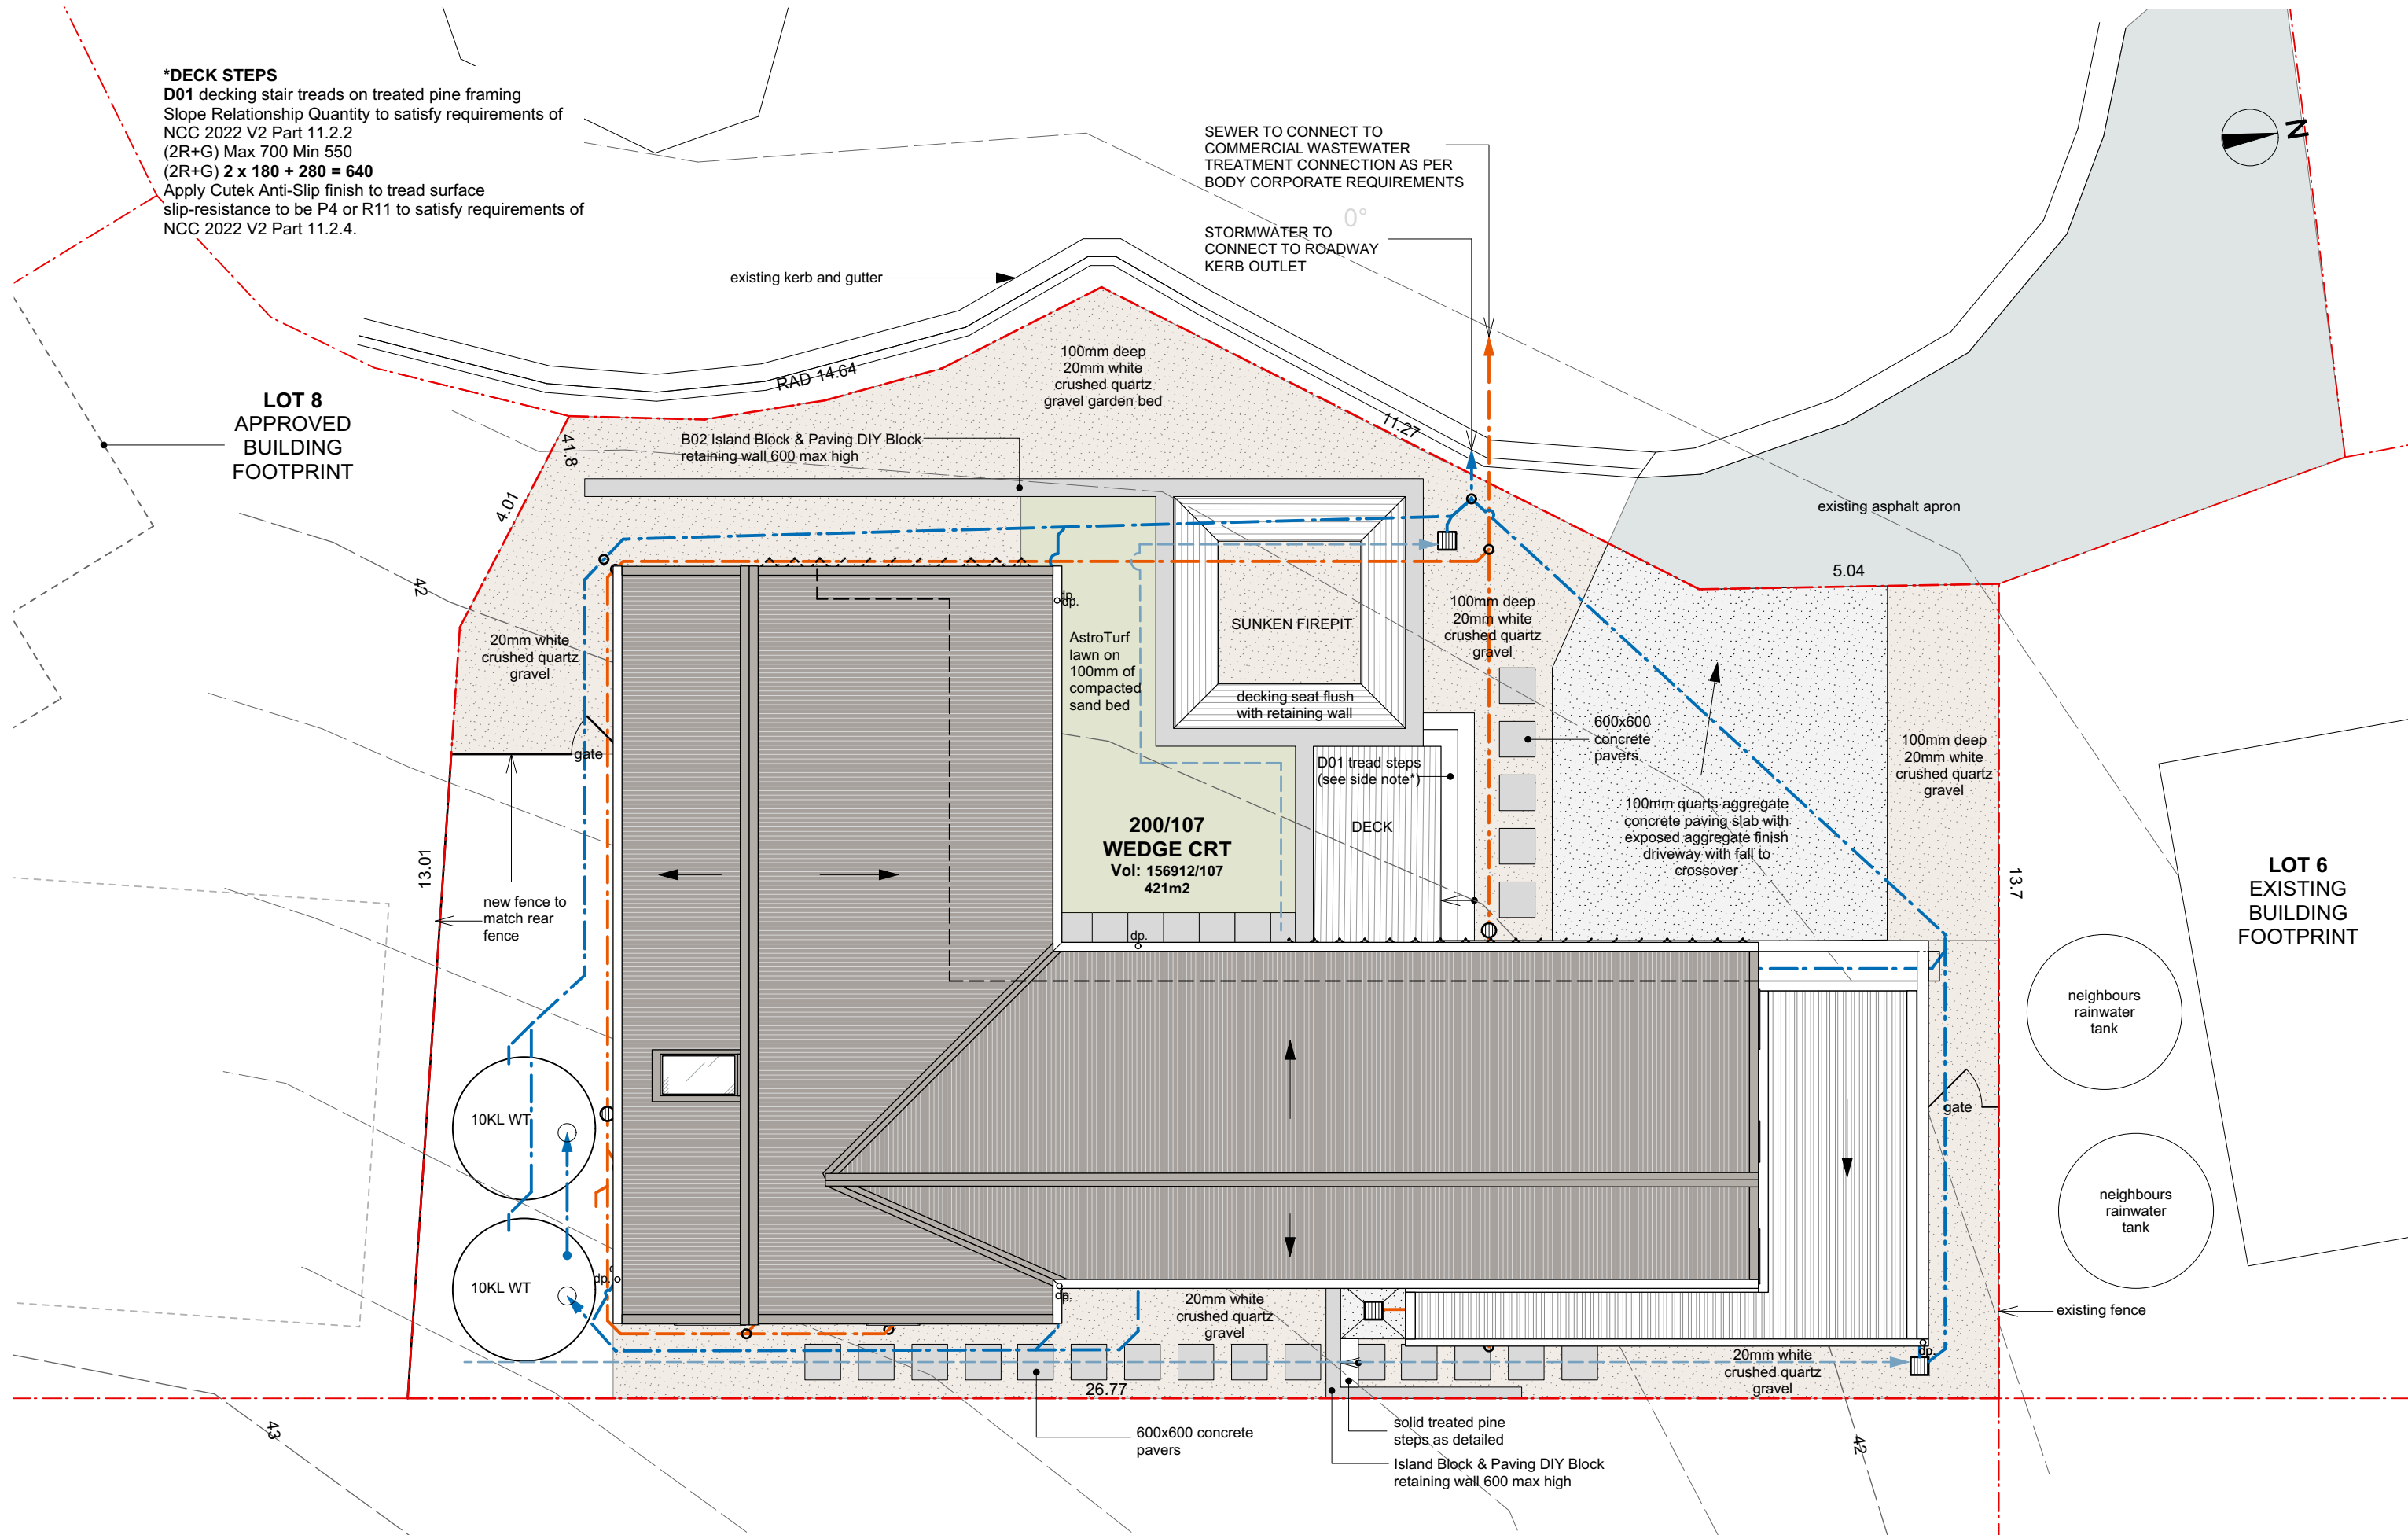 *DECK STEPS
D01 decking stair treads on treated pine framing
Slope Relationship Quantity to satisfy requirements of
NCC 2022 V2 Part 11.2.2
(2R+G) Max 700 Min 550
(2R+G) 2 x 180 + 280 = 640
Apply Cutek Anti-Slip finish to tread surface
slip-resistance to be P4 or R11 to satisfy requirements of
NCC 2022 V2 Part 11.2.4.
SEWER TO CONNECT TO
COMMERCIAL WASTEWATER
TREATMENT CONNECTION AS PER
BODY CORPORATE REQUIREMENTS
0°
STORMWATER TO
CONNECT TO ROADWAY
KERB OUTLET
N
existing kerb and gutter
RAD 14.64
100mm deep
20mm white
crushed quartz
gravel garden bed
11.27
LOT 8
APPROVED
BUILDING
FOOTPRINT
41.8
B02 Island Block & Paving DIY Block
retaining wall 600 max high
4.01
existing asphalt apron
5.04
42
20mm white
crushed quartz
gravel
gate
dp.
dp.
AstroTurf
lawn on
100mm of
compacted
sand bed
SUNKEN FIREPIT
decking seat flush
with retaining wall
100mm deep
20mm white
crushed quartz
gravel
600x600
concrete
pavers
100mm deep
20mm white
crushed quartz
gravel
D01 tread steps
(see side note*)
DECK
100mm quarts aggregate
concrete paving slab with
exposed aggregate finish
driveway with fall to
crossover
200/107
WEDGE CRT
Vol: 156912/107
421m2
13.01
new fence to
match rear
fence
13.7
LOT 6
EXISTING
BUILDING
FOOTPRINT
dp.
neighbours
rainwater
tank
gate
10KL WT
neighbours
rainwater
tank
10KL WT
dp.
dp.
20mm white
crushed quartz
gravel
existing fence
dp.
20mm white
crushed quartz
gravel
26.77
43
600x600 concrete
pavers
solid treated pine
steps as detailed
Island Block & Paving DIY Block
retaining wall 600 max high
42